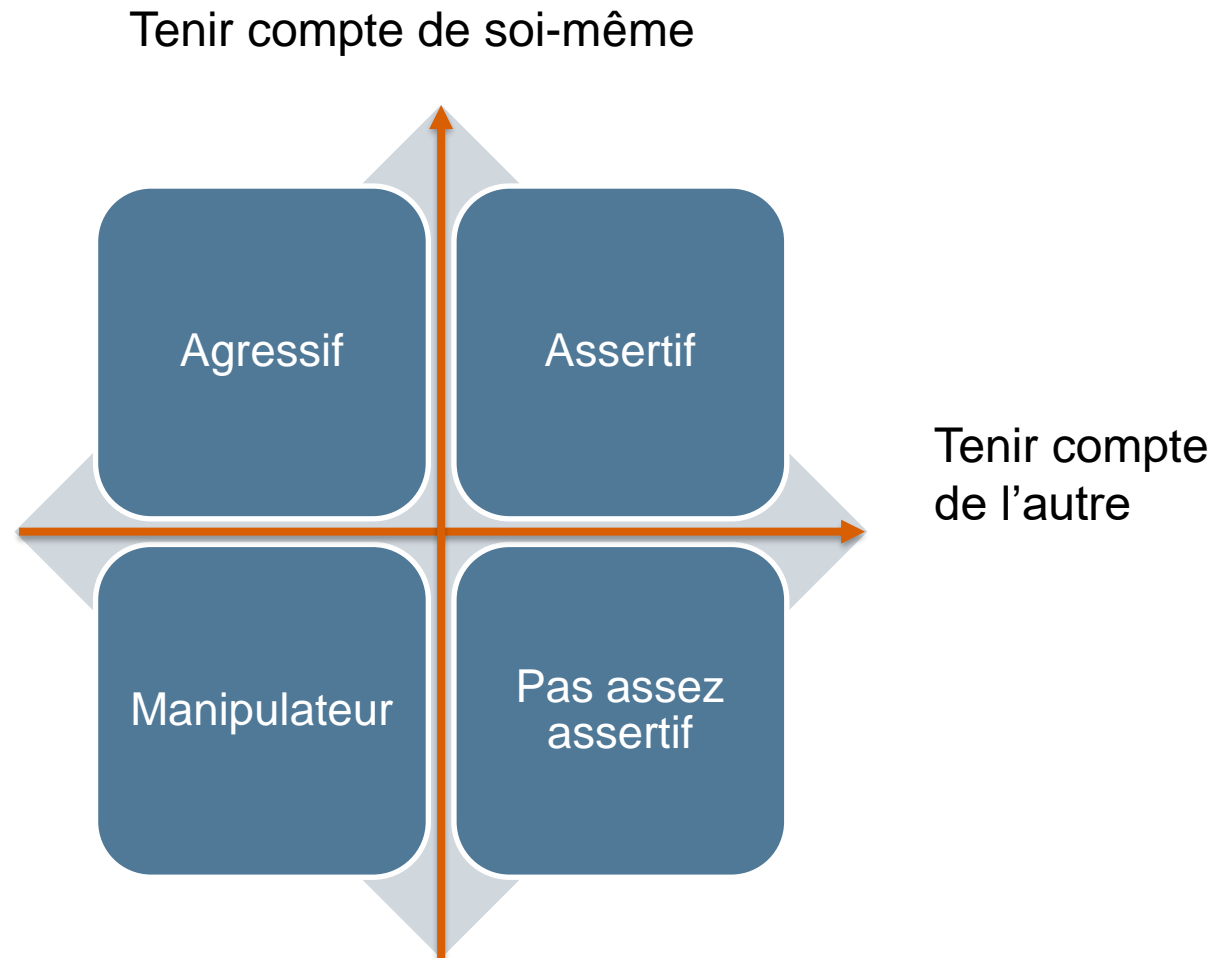 Tenir compte de soi-même
Agressif
Assertif
Tenir compte
de l’autre
Manipulateur
Pas assez
assertif